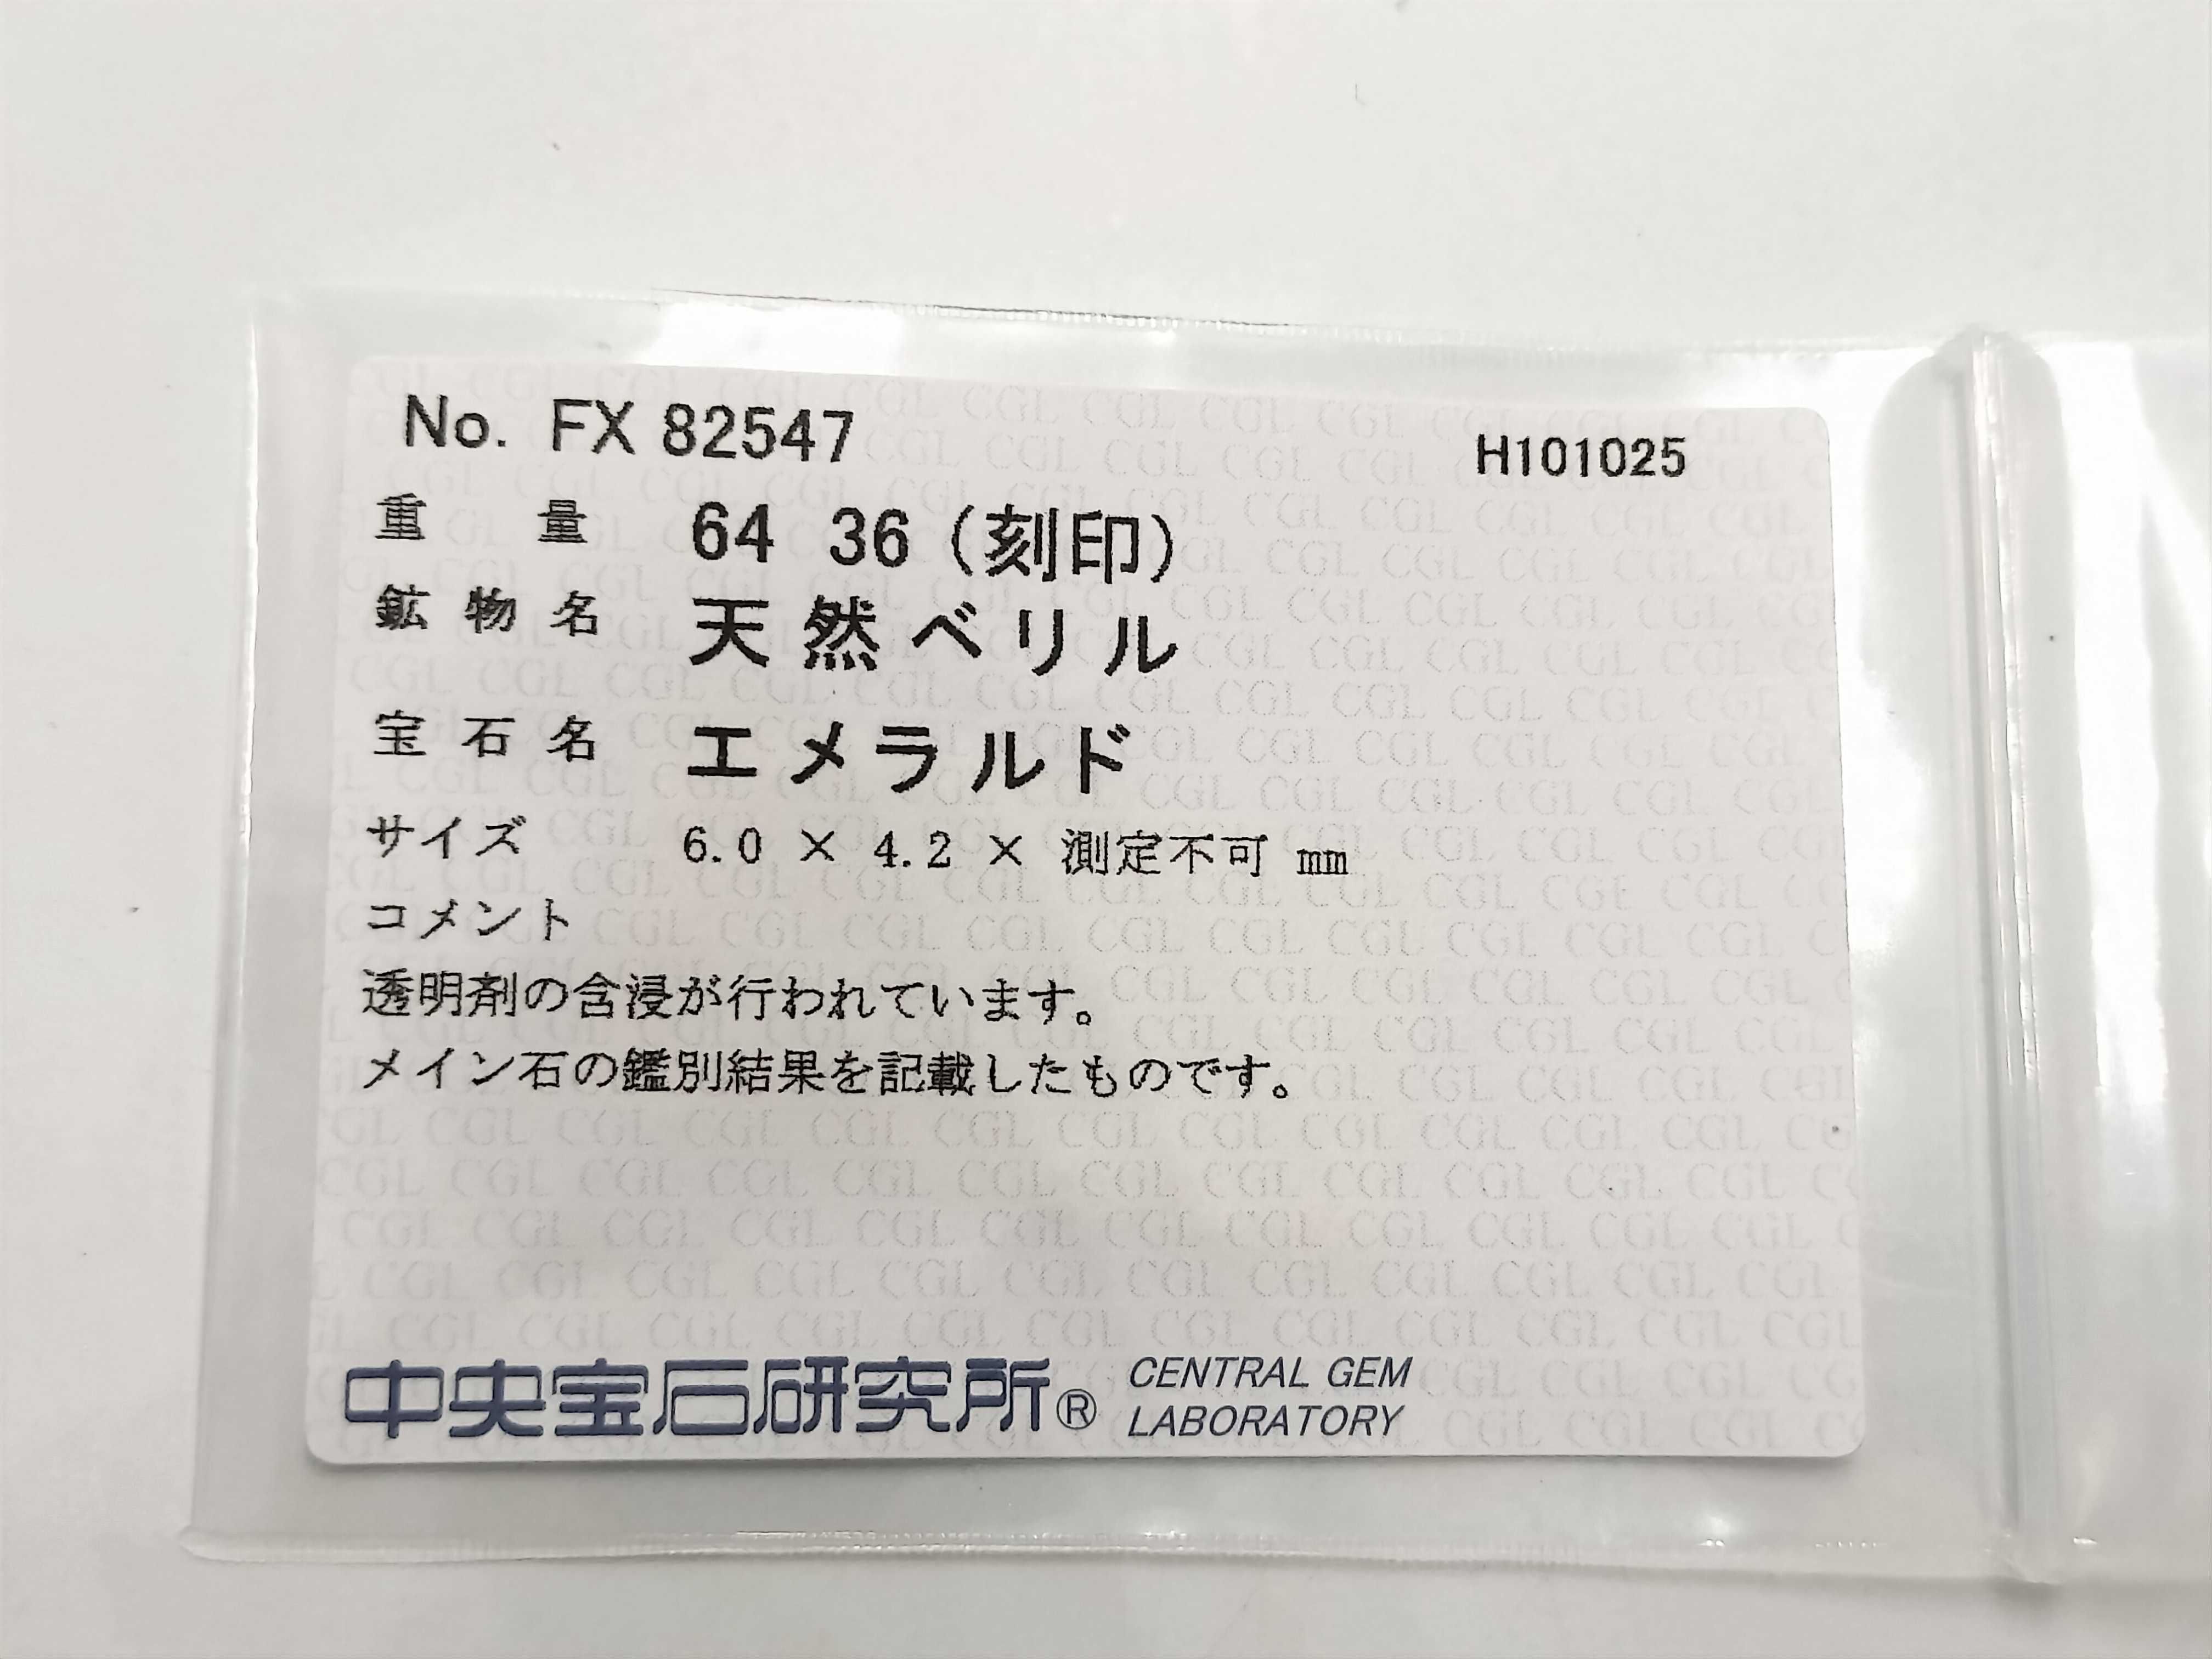 No. FX 82547
H101025
重量 64 36 (刻印)
鉱物名 天然ベリル
宝石名 エメラルド
サイズ 6.0 × 4.2 × 測定不可 mm
コメント
透明剤の含浸が行われています。
メイン石の鑑別結果を記載したものです。
中央宝石研究所® CENTRAL GEM
LABORATORY